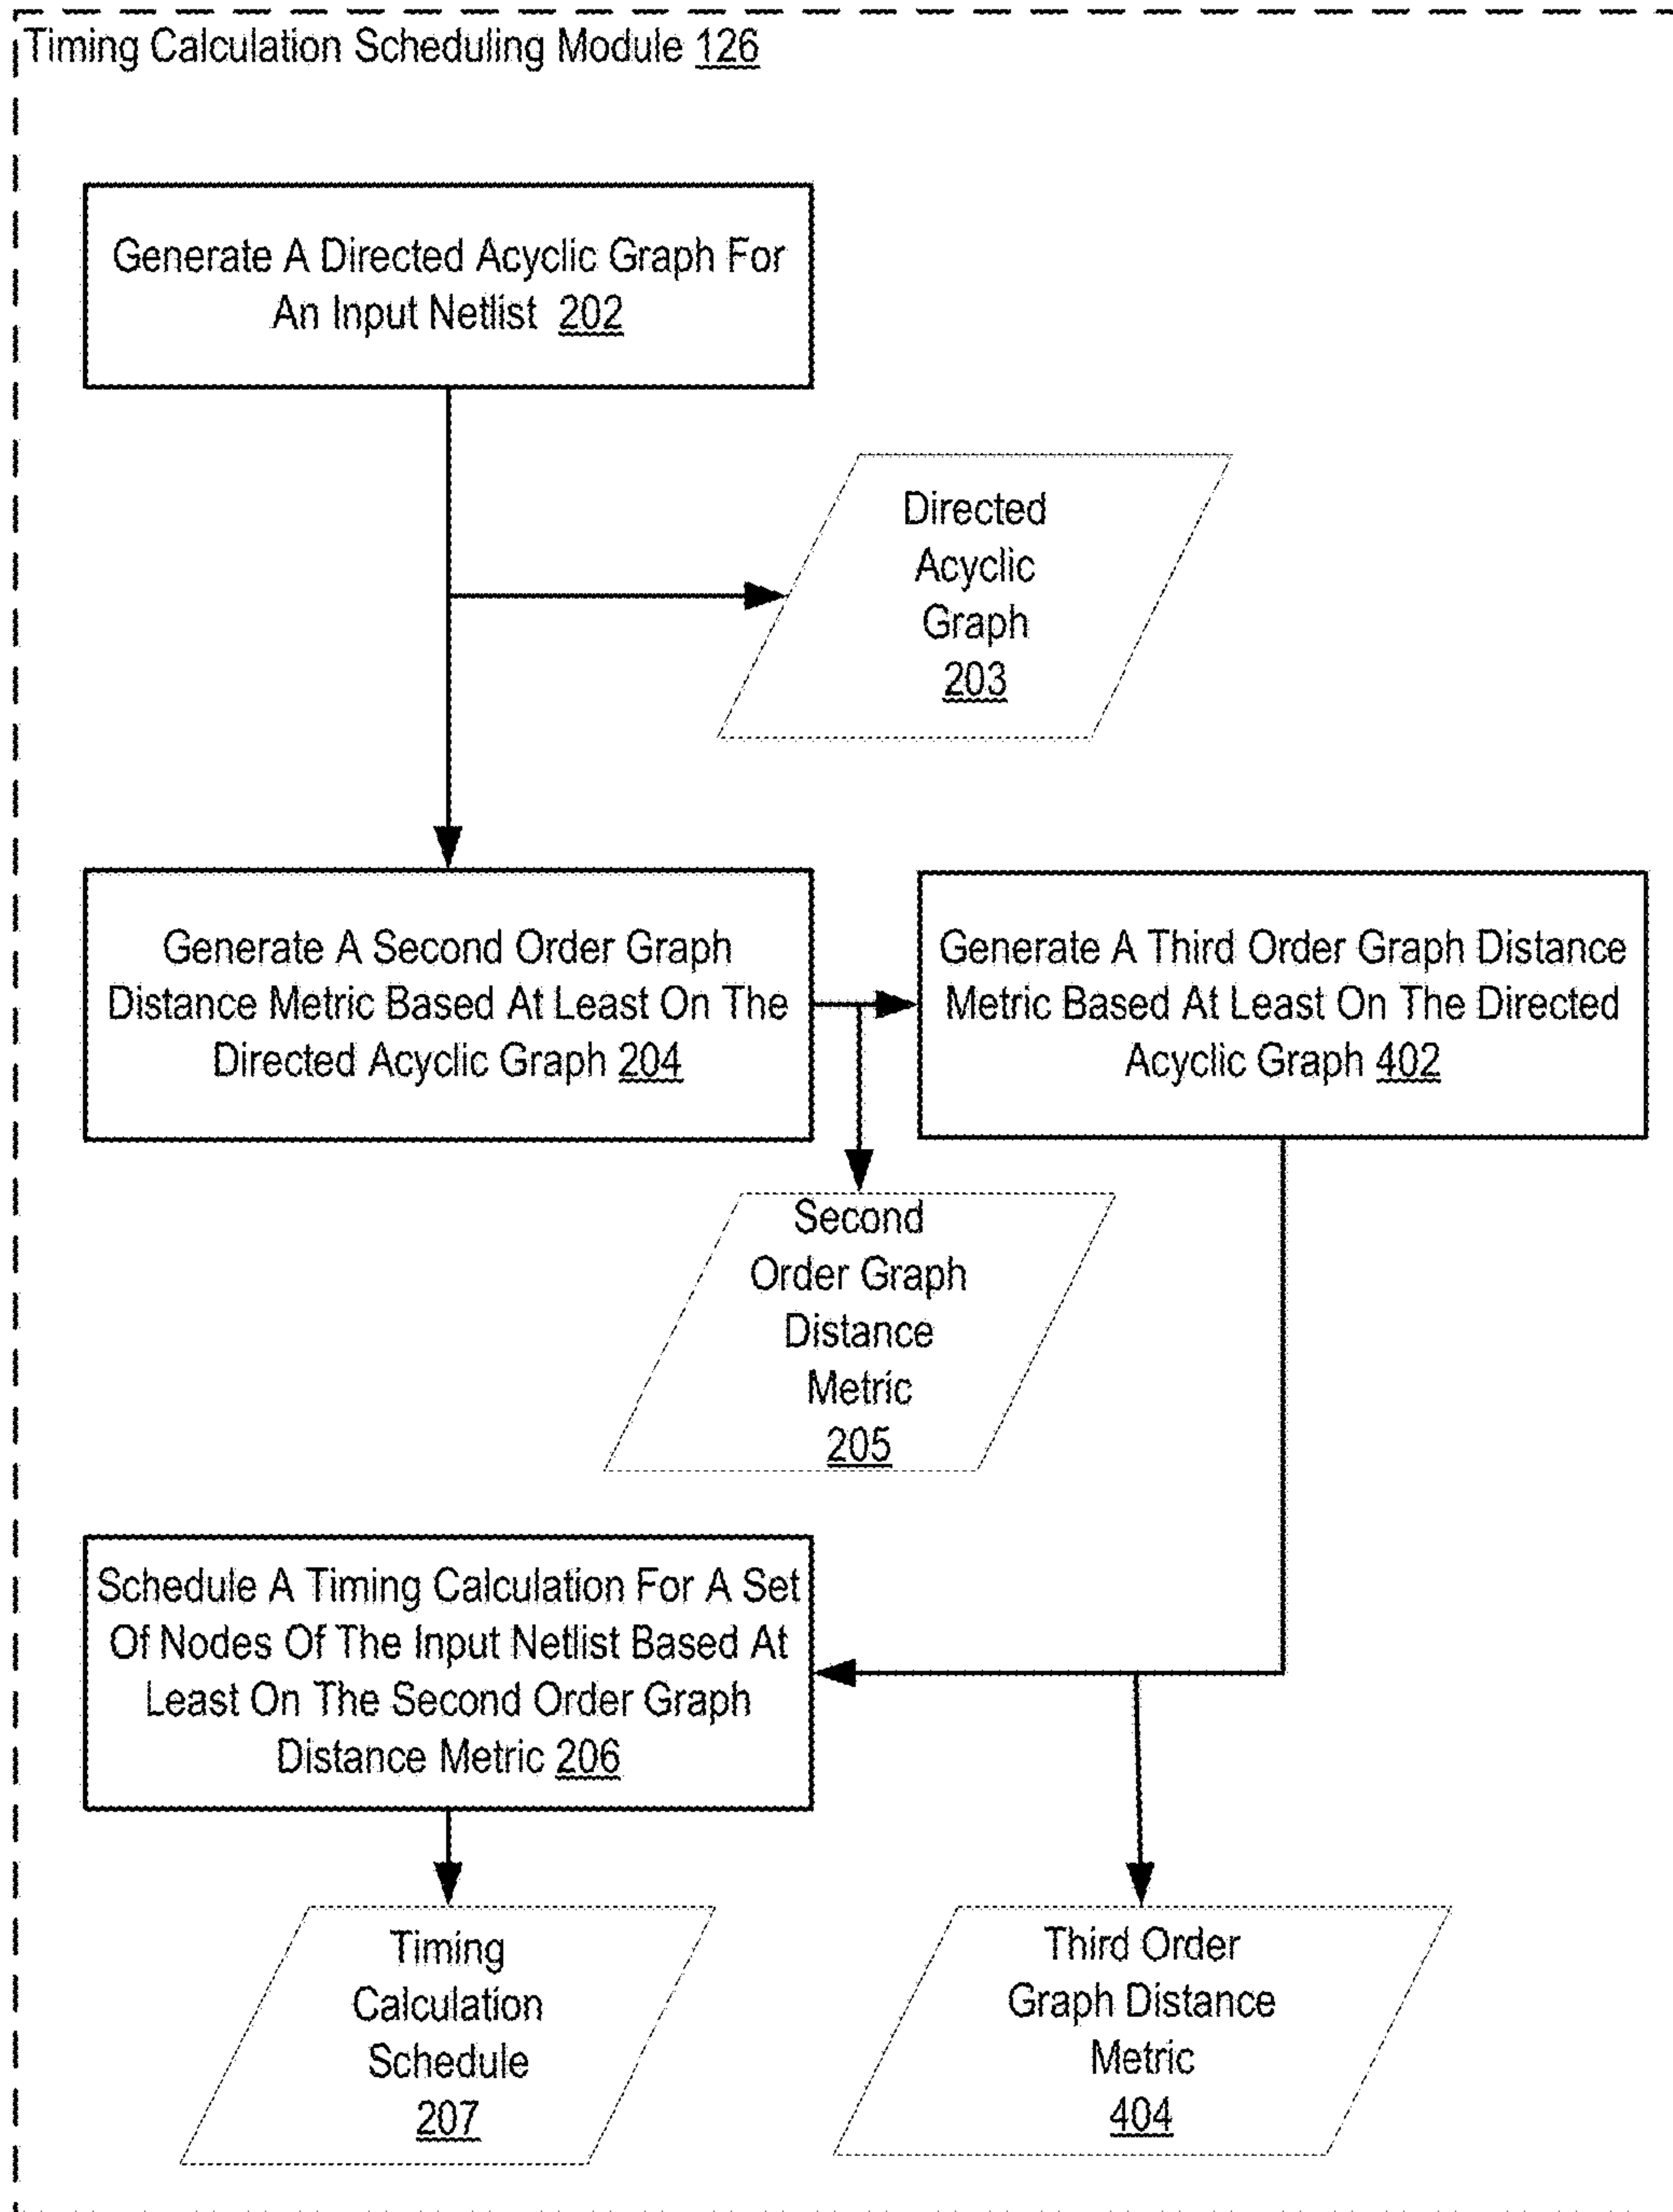 Timing Calculation Scheduling Module 126
Generate A Directed Acyclic Graph For
An Input Netlist 202
Directed
Acyclic
Graph
203
Generate A Second Order Graph
Distance Metric Based At Least On The
Directed Acyclic Graph 204
Generate A Third Order Graph Distance
Metric Based At Least On The Directed
Acyclic Graph 402
Second
Order Graph
Distance
Metric
205
Schedule A Timing Calculation For A Set
Of Nodes Of The Input Netlist Based At
Least On The Second Order Graph
Distance Metric 206
Timing
Calculation
Schedule
207
Third Order
Graph Distance
Metric
404